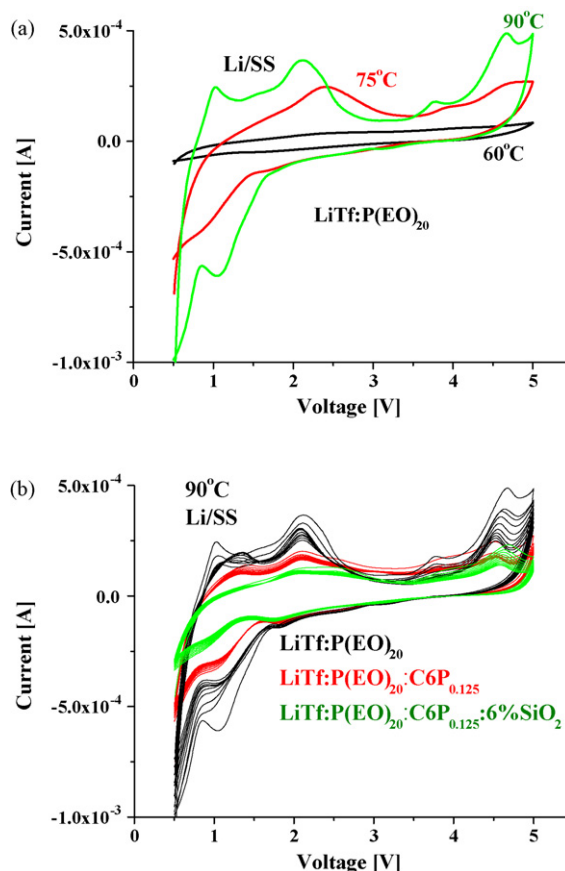 (a)
5.0x10⁻⁴
90°C
Li/SS
75°C
0.0
60°C
LiTf:P(EO)₂₀
-5.0x10⁻⁴
-1.0x10⁻³
Current [A]
0 1 2 3 4 5
Voltage [V]
(b)
5.0x10⁻⁴
90°C
Li/SS
0.0
LiTf:P(EO)₂₀
LiTf:P(EO)₂₀:C6P₀.₁₂₅
LiTf:P(EO)₂₀:C6P₀.₁₂₅:6%SiO₂
-5.0x10⁻⁴
-1.0x10⁻³
Current [A]
0 1 2 3 4 5
Voltage [V]